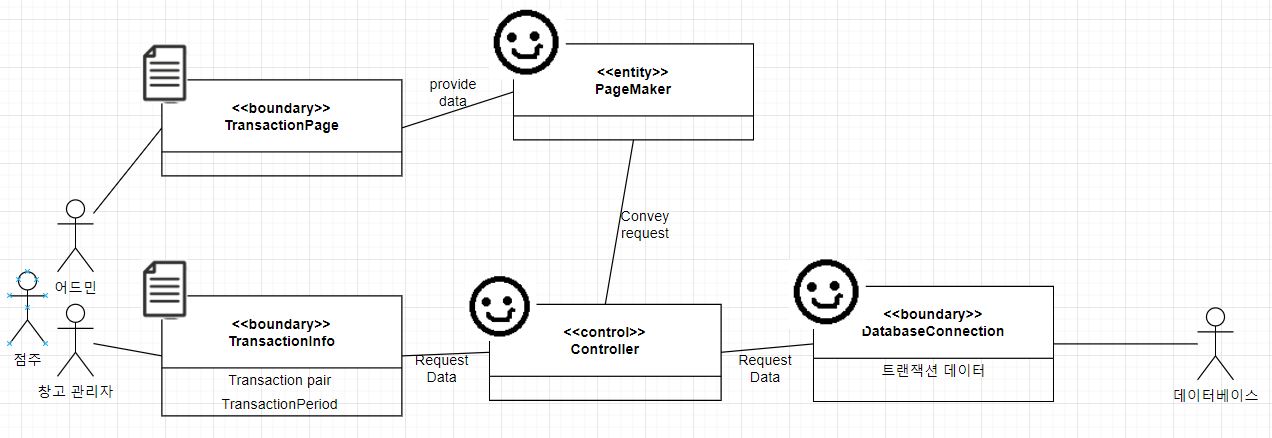 <<entity>>
PageMaker
provide
data
<<boundary>>
TransactionPage
Convey
request
어드민
점주
창고 관리자
<<boundary>>
TransactionInfo
Transaction pair
TransactionPeriod
Request
Data
<<control>>
Controller
Request
Data
<<boundary>>
DatabaseConnection
트랜잭션 데이터
데이터베이스